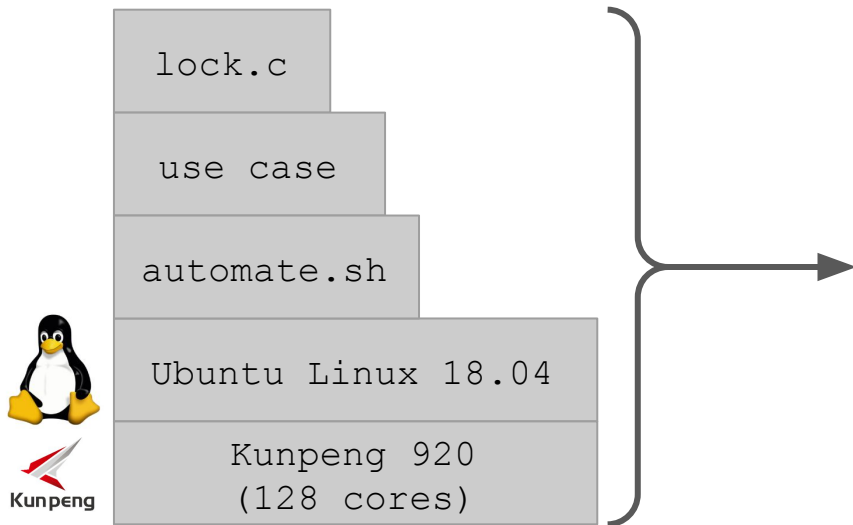 lock.c
use case
automate.sh
Ubuntu Linux 18.04
Kunpeng 920
(128 cores)
Kunpeng